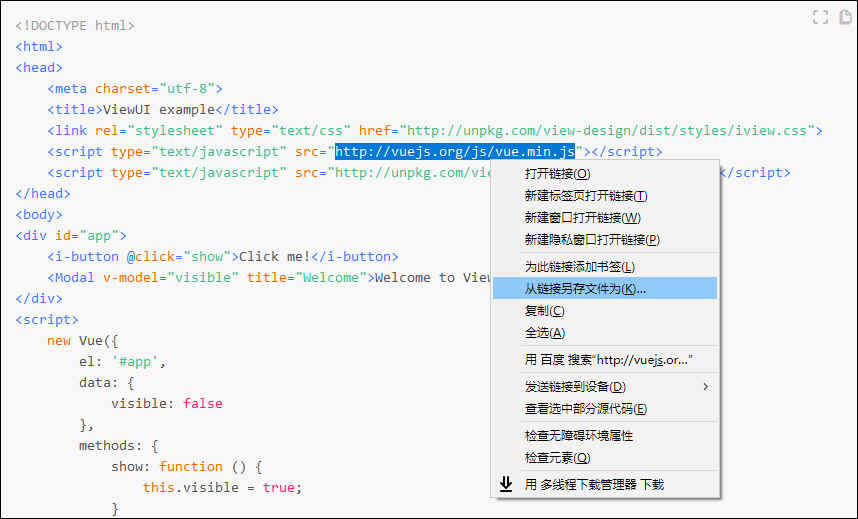 <!DOCTYPE html>
<html>
<head>
    <meta charset="utf-8">
    <title>ViewUI example</title>
    <link rel="stylesheet" type="text/css" href="http://unpkg.com/view-design/dist/styles/iview.css">
    <script type="text/javascript" src="http://vuejs.org/js/vue.min.js"></script>
    <script type="text/javascript" src="http://unpkg.com/vie </script>
</head>
<body>
<div id="app">
    <i-button @click="show">Click me!</i-button>
    <Modal v-model="visible" title="Welcome">Welcome to View
</div>
<script>
    new Vue({
        el: '#app',
        data: {
            visible: false
        },
        methods: {
            show: function () {
                this.visible = true;
            }
打开链接(O)
新建标签页打开链接(T)
新建窗口打开链接(W)
新建隐私窗口打开链接(P)
为此链接添加书签(L)
从链接另存文件为(K)...
复制(C)
全选(A)
用 百度 搜索“http://vuejs.or…”
发送链接到设备(D)
查看选中部分源代码(E)
检查无障碍环境属性
检查元素(Q)
用 多线程下载管理器 下载